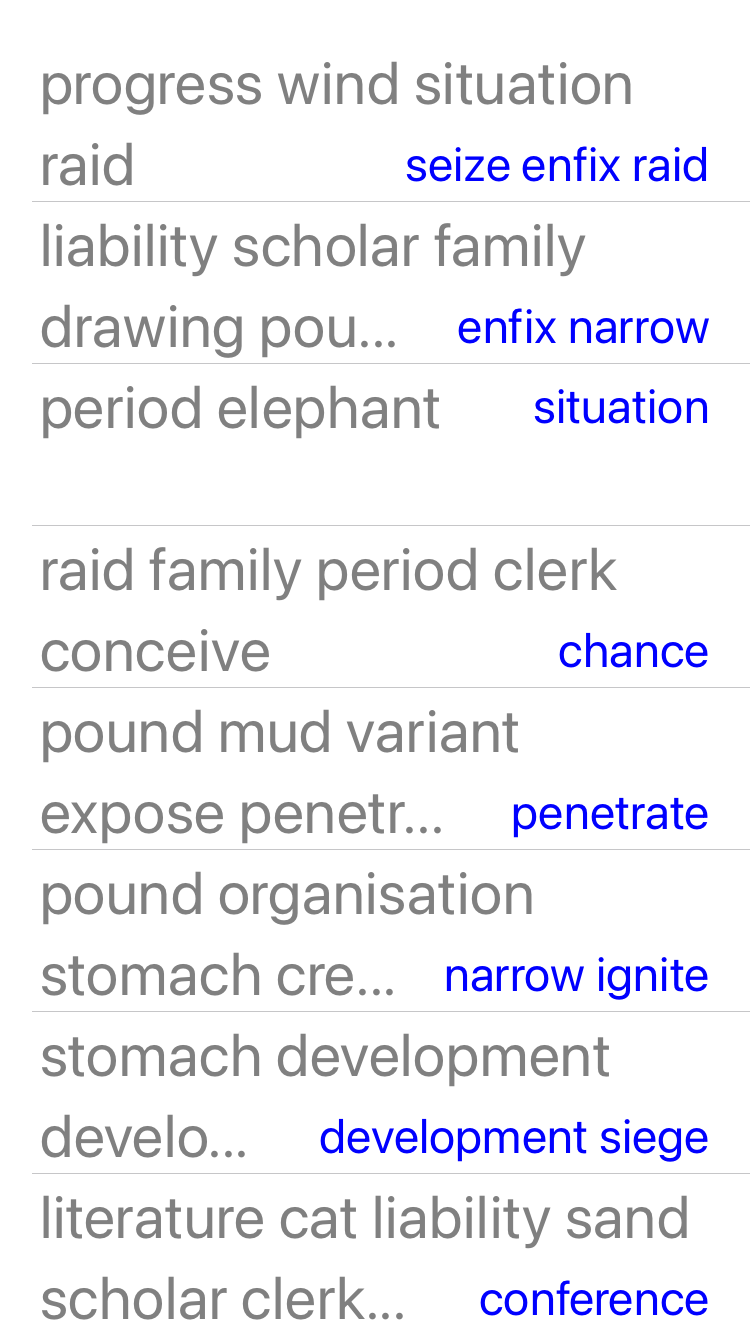 progress wind situation
raid seize enfix raid
liability scholar family
drawing pou... enfix narrow
period elephant situation
raid family period clerk
conceive chance
pound mud variant
expose penetr... penetrate
pound organisation
stomach cre... narrow ignite
stomach development
develo... development siege
literature cat liability sand
scholar clerk... conference